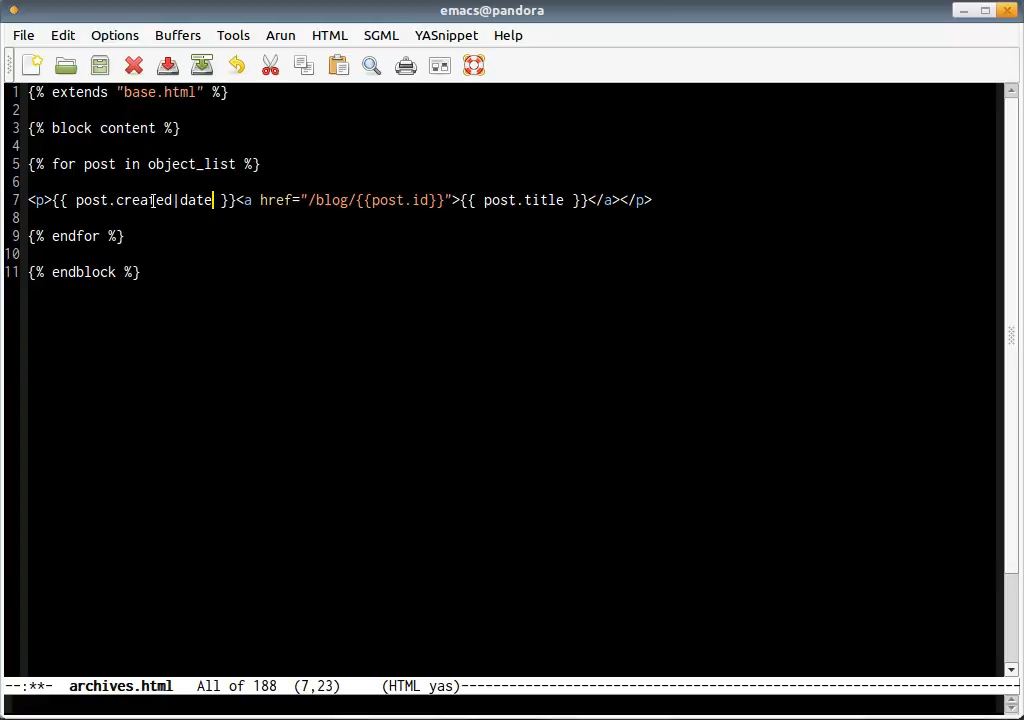 emacs@pandora
File Edit Options Buffers Tools Arun HTML SGML YASnippet Help
1 {% extends "base.html" %}
2
3 {% block content %}
4
5 {% for post in object_list %}
6
7 <p>{{ post.created|date }}<a href="/blog/{{post.id}}">{{ post.title }}</a></p>
8
9 {% endfor %}
10
11 {% endblock %}
--:**- archives.html All of 188 (7,23) (HTML yas)----------------------------------------------------------------------